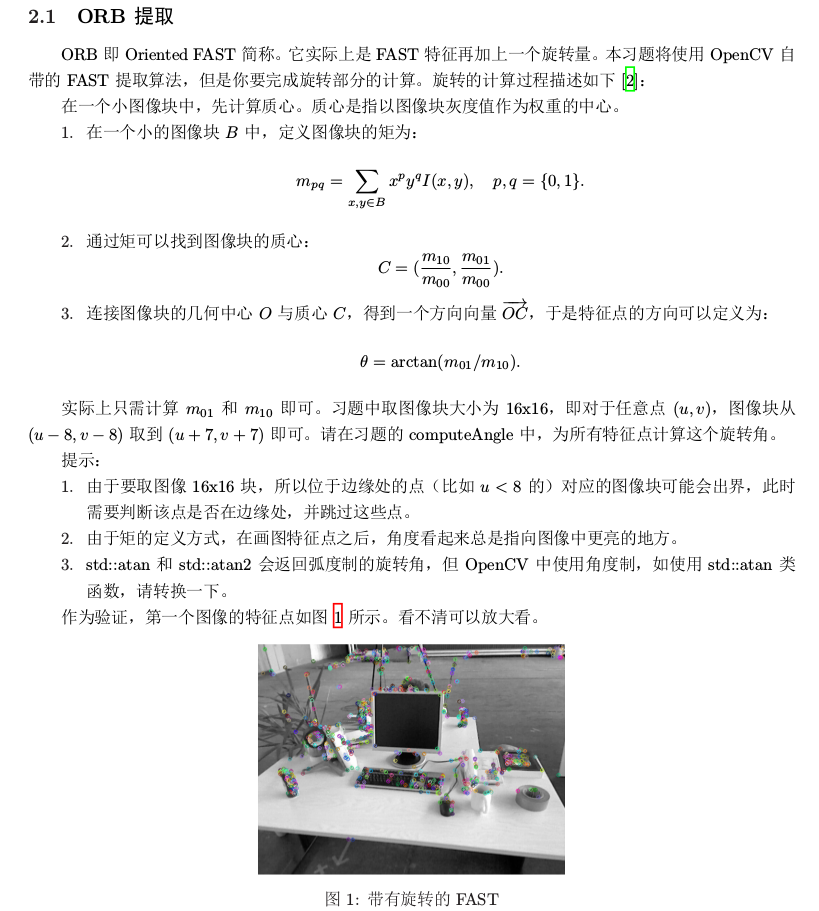 2.1 ORB 提取
ORB 即 Oriented FAST 简称。它实际上是 FAST 特征再加上一个旋转量。本习题将使用 OpenCV 自
带的 FAST 提取算法，但是你要完成旋转部分的计算。旋转的计算过程描述如下 [2]：
在一个小图像块中，先计算质心。质心是指以图像块灰度值作为权重的中心。
1. 在一个小的图像块 B 中，定义图像块的矩为：
m_{pq} = \sum_{x,y∈B} x^p y^q I(x, y), p, q = {0, 1}.
2. 通过矩可以找到图像块的质心：
C = (\frac{m_{10}}{m_{00}}, \frac{m_{01}}{m_{00}}).
3. 连接图像块的几何中心 O 与质心 C，得到一个方向向量 \overrightarrow{OC}，于是特征点的方向可以定义为：
θ = arctan(m_{01}/m_{10}).
实际上只需计算 m_{01} 和 m_{10} 即可。习题中取图像块大小为 16x16，即对于任意点 (u, v)，图像块从
(u − 8, v − 8) 取到 (u + 7, v + 7) 即可。请在习题的 computeAngle 中，为所有特征点计算这个旋转角。
提示：
1. 由于要取图像 16x16 块，所以位于边缘处的点（比如 u < 8 的）对应的图像块可能会出界，此时
需要判断该点是否在边缘处，并跳过这些点。
2. 由于矩的定义方式，在画图特征点之后，角度看起来总是指向图像中更亮的地方。
3. std::atan 和 std::atan2 会返回弧度制的旋转角，但 OpenCV 中使用角度制，如使用 std::atan 类
函数，请转换一下。
作为验证，第一个图像的特征点如图 1 所示。看不清可以放大看。
图 1: 带有旋转的 FAST